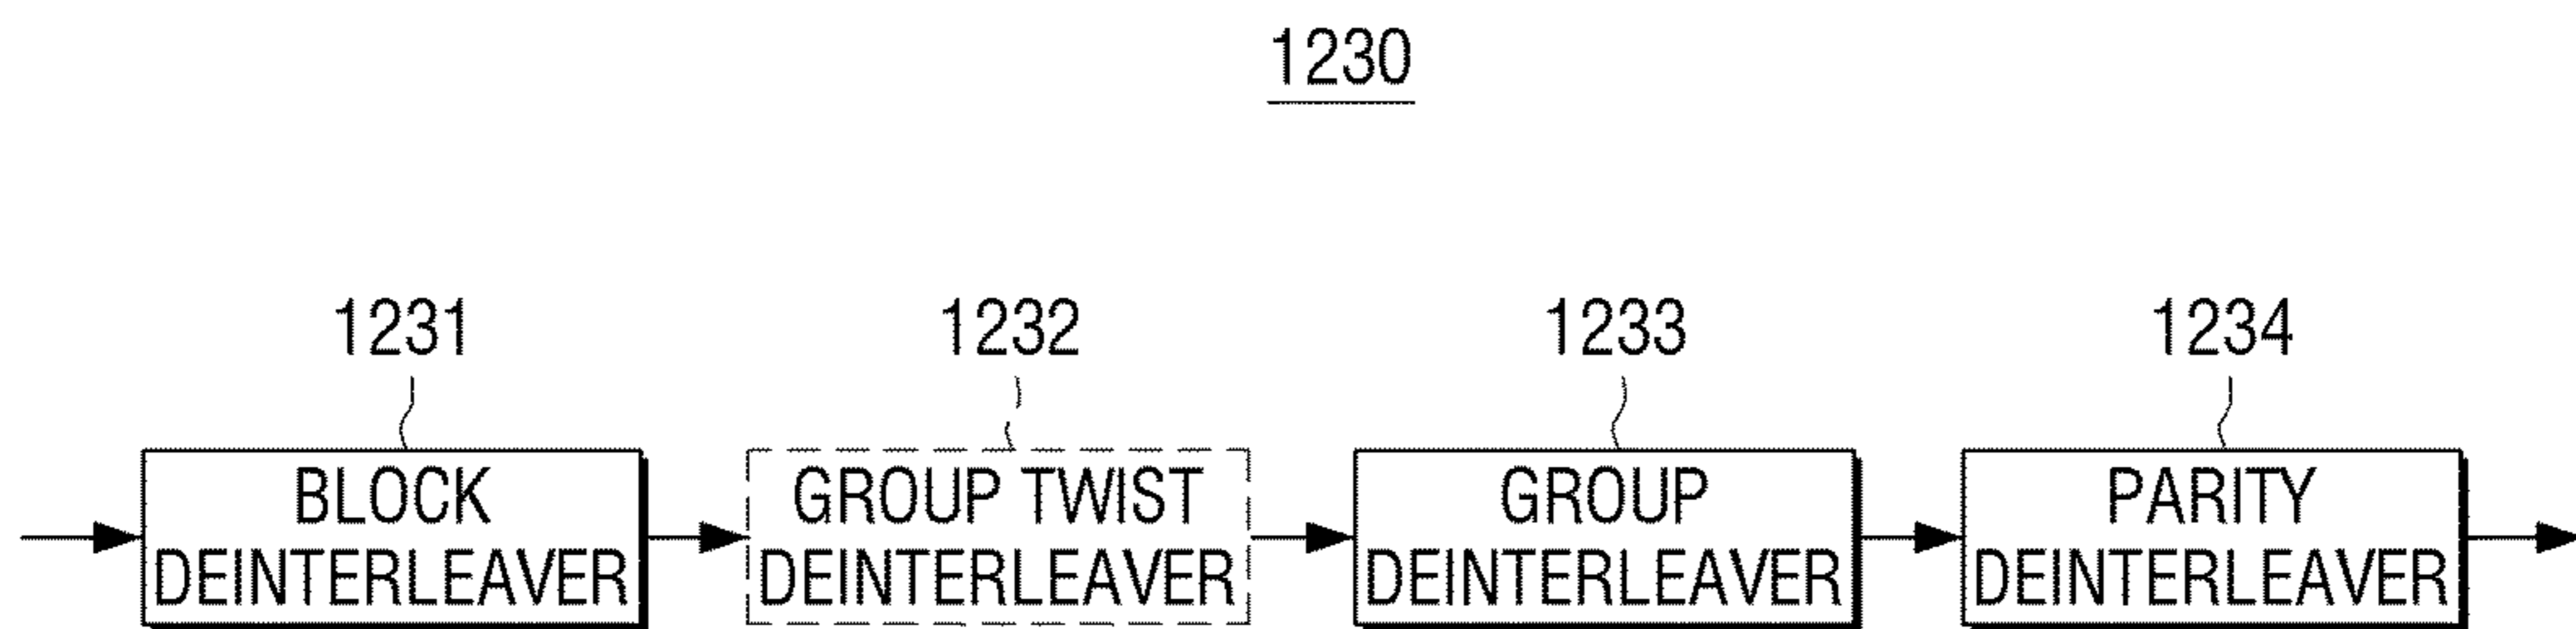 1230
1231
1232
1233
1234
BLOCK
DEINTERLEAVER
GROUP TWIST
DEINTERLEAVER
GROUP
DEINTERLEAVER
PARITY
DEINTERLEAVER